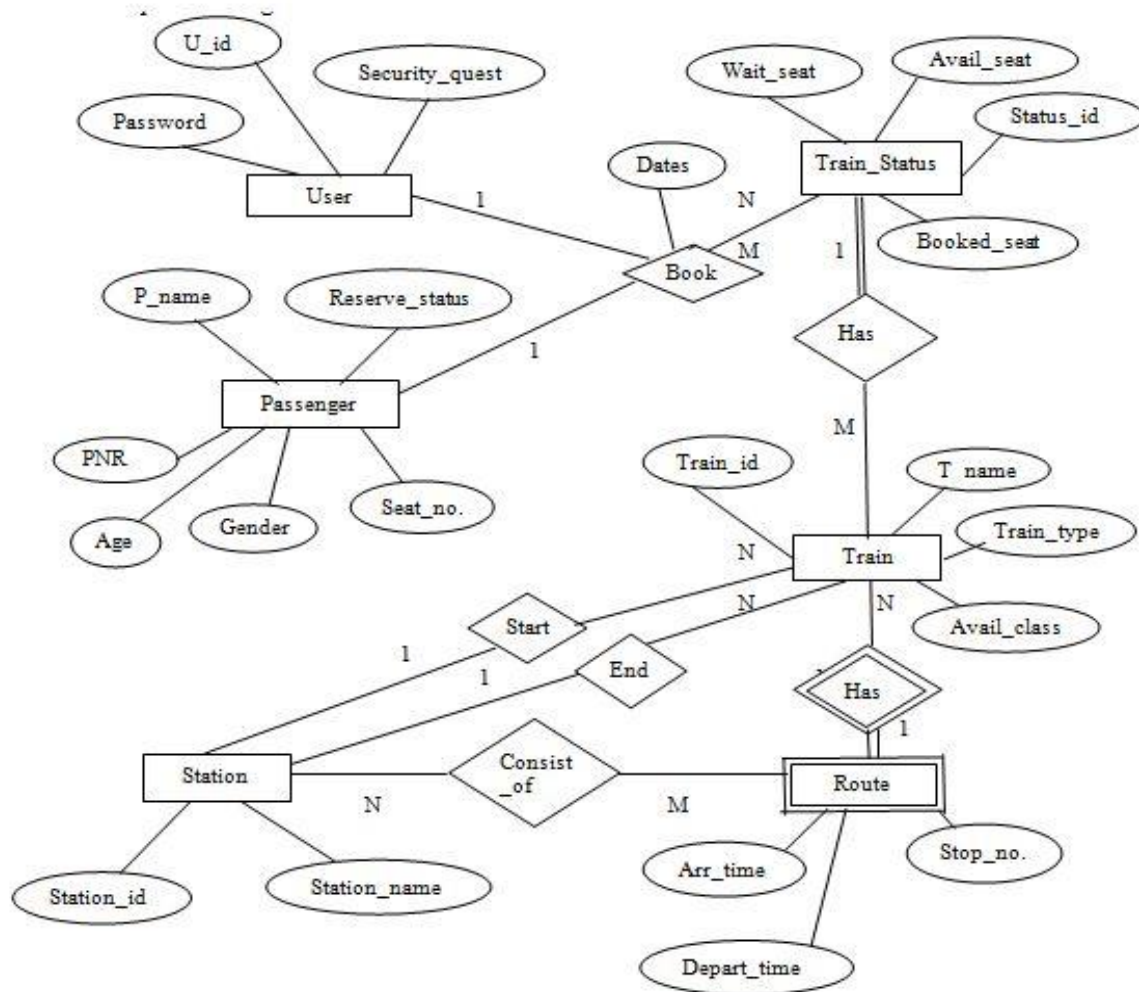 U_id
Security_quest
Password
User
Wait_seat
Avail_seat
Status_id
Train_Status
Booked_seat
Dates
1
N
M
Book
1
1
Has
M
P_name
Reserve_status
Passenger
PNR
Age
Gender
Seat_no.
Train_id
T_name
Train_type
Train
Avail_class
N
N
N
Start
End
1
1
Has
1
Station
Consist
_of
N
M
Route
Station_id
Station_name
Arr_time
Stop_no.
Depart_time